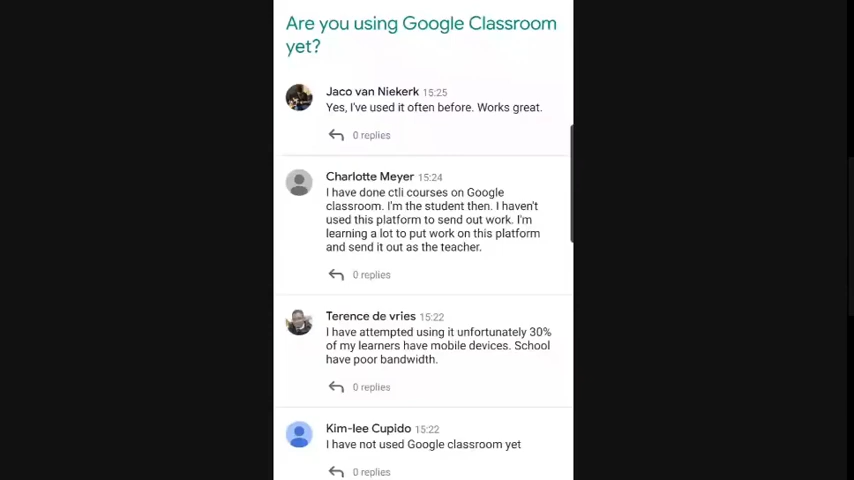 Are you using Google Classroom
yet?
Jaco van Niekerk 15:25
Yes, I've used it often before. Works great.
0 replies
Charlotte Meyer 15:24
I have done ctli courses on Google
classroom. I'm the student then. I haven't
used this platform to send out work. I'm
learning a lot to put work on this platform
and send it out as the teacher.
0 replies
Terence de vries 15:22
I have attempted using it unfortunately 30%
of my learners have mobile devices. School
have poor bandwidth.
0 replies
Kim-lee Cupido 15:22
I have not used Google classroom yet
0 replies